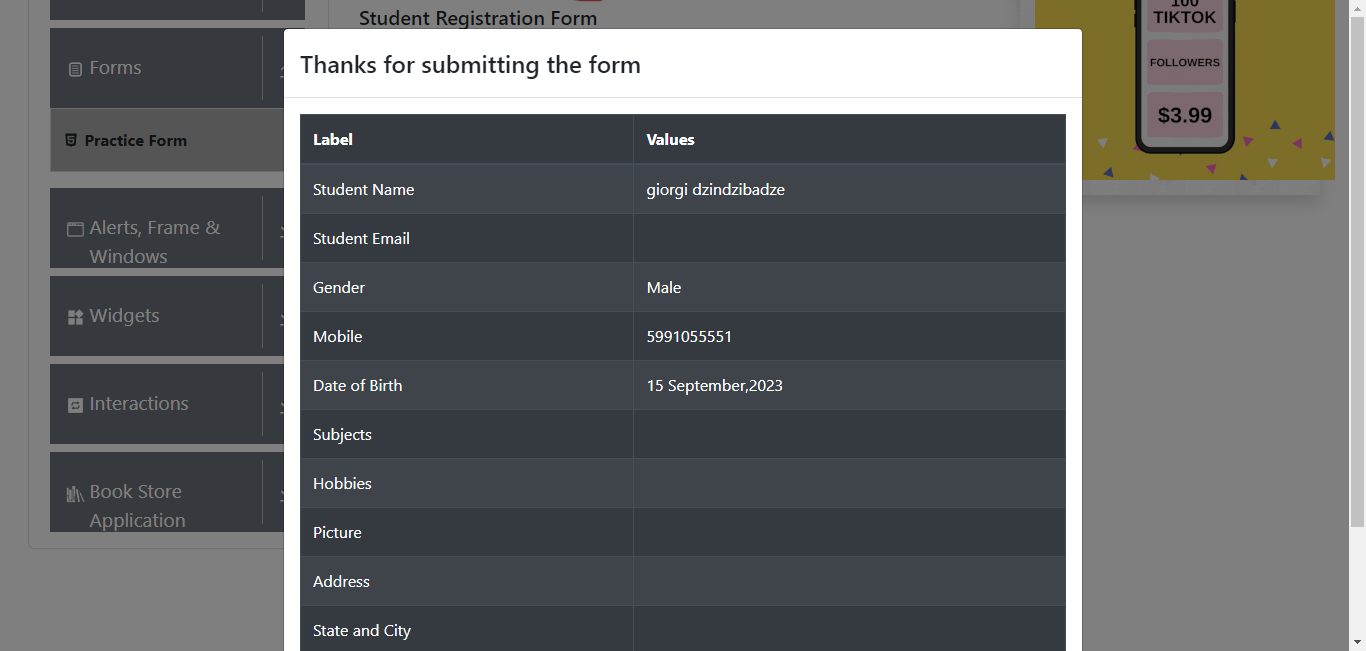 Student Registration Form
Forms
Practice Form
Alerts, Frame &
Windows
Widgets
Interactions
Book Store
Application
Thanks for submitting the form
Label Values
Student Name giorgi dzindzibadze
Student Email
Gender Male
Mobile 5991055551
Date of Birth 15 September,2023
Subjects
Hobbies
Picture
Address
State and City
100
TIKTOK
FOLLOWERS
$3.99